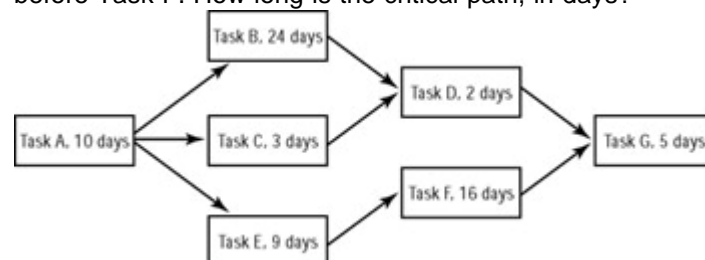 before Task F. How long is the critical path, in days?
Task B, 24 days
Task D, 2 days
Task A, 10 days
Task C, 3 days
Task G, 5 days
Task F, 16 days
Task E, 9 days